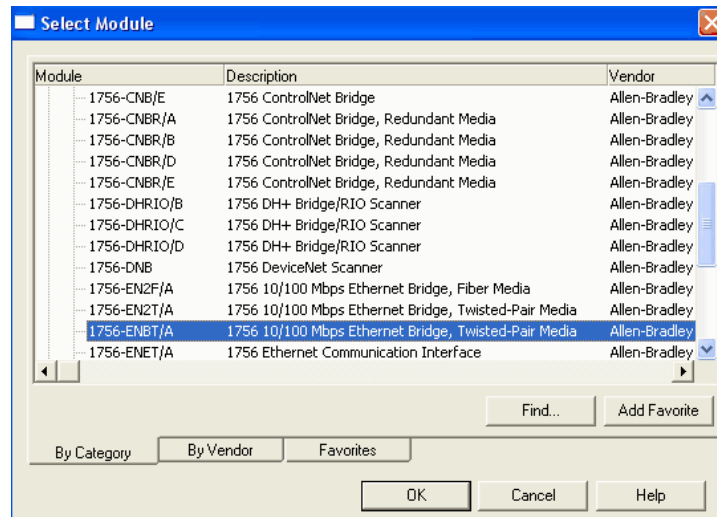 Select Module
Module Description Vendor
1756-CNB/E 1756 ControlNet Bridge Allen-Bradley
1756-CNBR/A 1756 ControlNet Bridge, Redundant Media Allen-Bradley
1756-CNBR/B 1756 ControlNet Bridge, Redundant Media Allen-Bradley
1756-CNBR/D 1756 ControlNet Bridge, Redundant Media Allen-Bradley
1756-CNBR/E 1756 ControlNet Bridge, Redundant Media Allen-Bradley
1756-DHRIO/B 1756 DH+ Bridge/RIO Scanner Allen-Bradley
1756-DHRIO/C 1756 DH+ Bridge/RIO Scanner Allen-Bradley
1756-DHRIO/D 1756 DH+ Bridge/RIO Scanner Allen-Bradley
1756-DNB 1756 DeviceNet Scanner Allen-Bradley
1756-EN2F/A 1756 10/100 Mbps Ethernet Bridge, Fiber Media Allen-Bradley
1756-EN2T/A 1756 10/100 Mbps Ethernet Bridge, Twisted-Pair Media Allen-Bradley
1756-ENBT/A 1756 10/100 Mbps Ethernet Bridge, Twisted-Pair Media Allen-Bradley
1756-ENET/A 1756 Ethernet Communication Interface Allen-Bradley
Find... Add Favorite
By Category By Vendor Favorites
OK Cancel Help